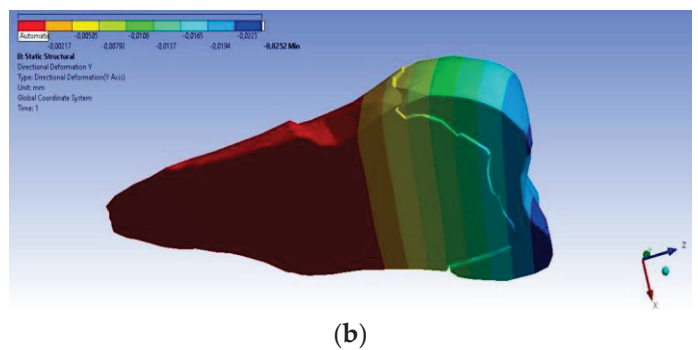 Automatic -0,00505 -0,0108 -0,0165 -0,0223
-0,00217 -0,00792 -0,0137 -0,0194 -0,0252 Min
B: Static Structural
Directional Deformation Y
Type: Directional Deformation(Y Axis)
Unit: mm
Global Coordinate System
Time: 1
Z
X
(b)